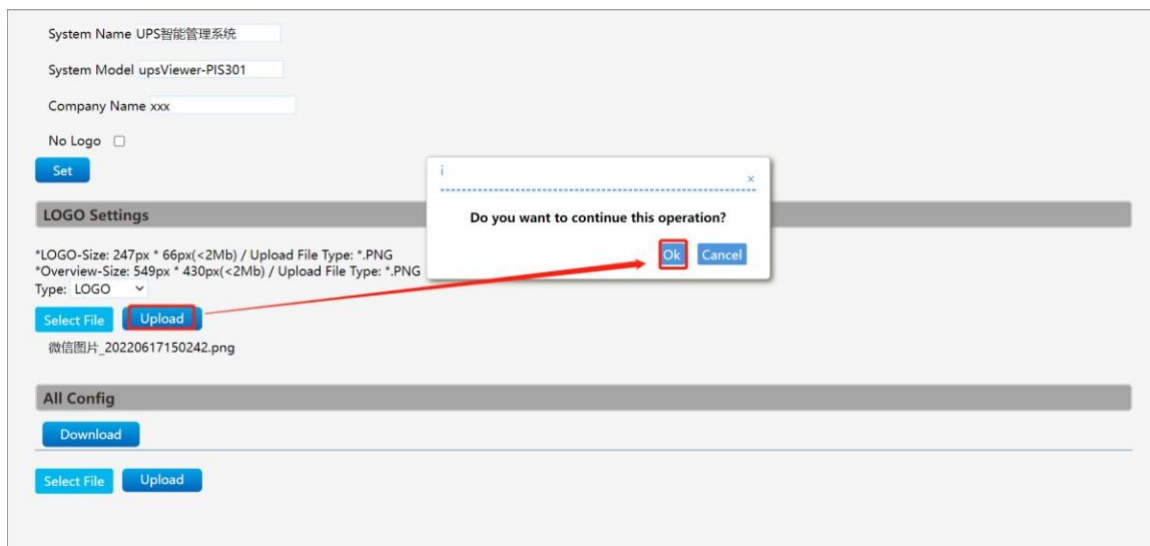 System Name UPS智能管理系统
System Model upsViewer-PIS301
Company Name xxx
No Logo
Set
i
×
Do you want to continue this operation?
Ok Cancel
LOGO Settings
*LOGO-Size: 247px * 66px(<2Mb) / Upload File Type: *.PNG
*Overview-Size: 549px * 430px(<2Mb) / Upload File Type: *.PNG
Type: LOGO
Select File Upload
微信图片_20220617150242.png
All Config
Download
Select File Upload